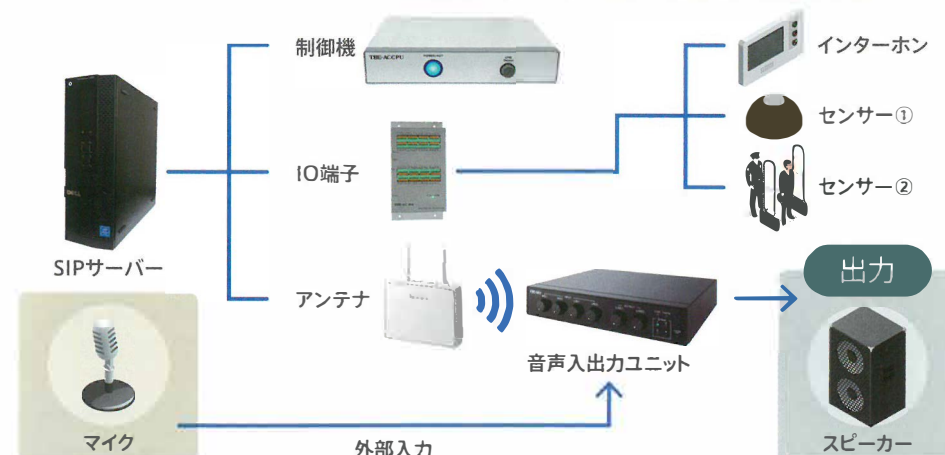 制御機
インターホン
センサー①
IO端子
センサー②
SIPサーバー
アンテナ
出力
音声入出力ユニット
マイク
外部入力
スピーカー